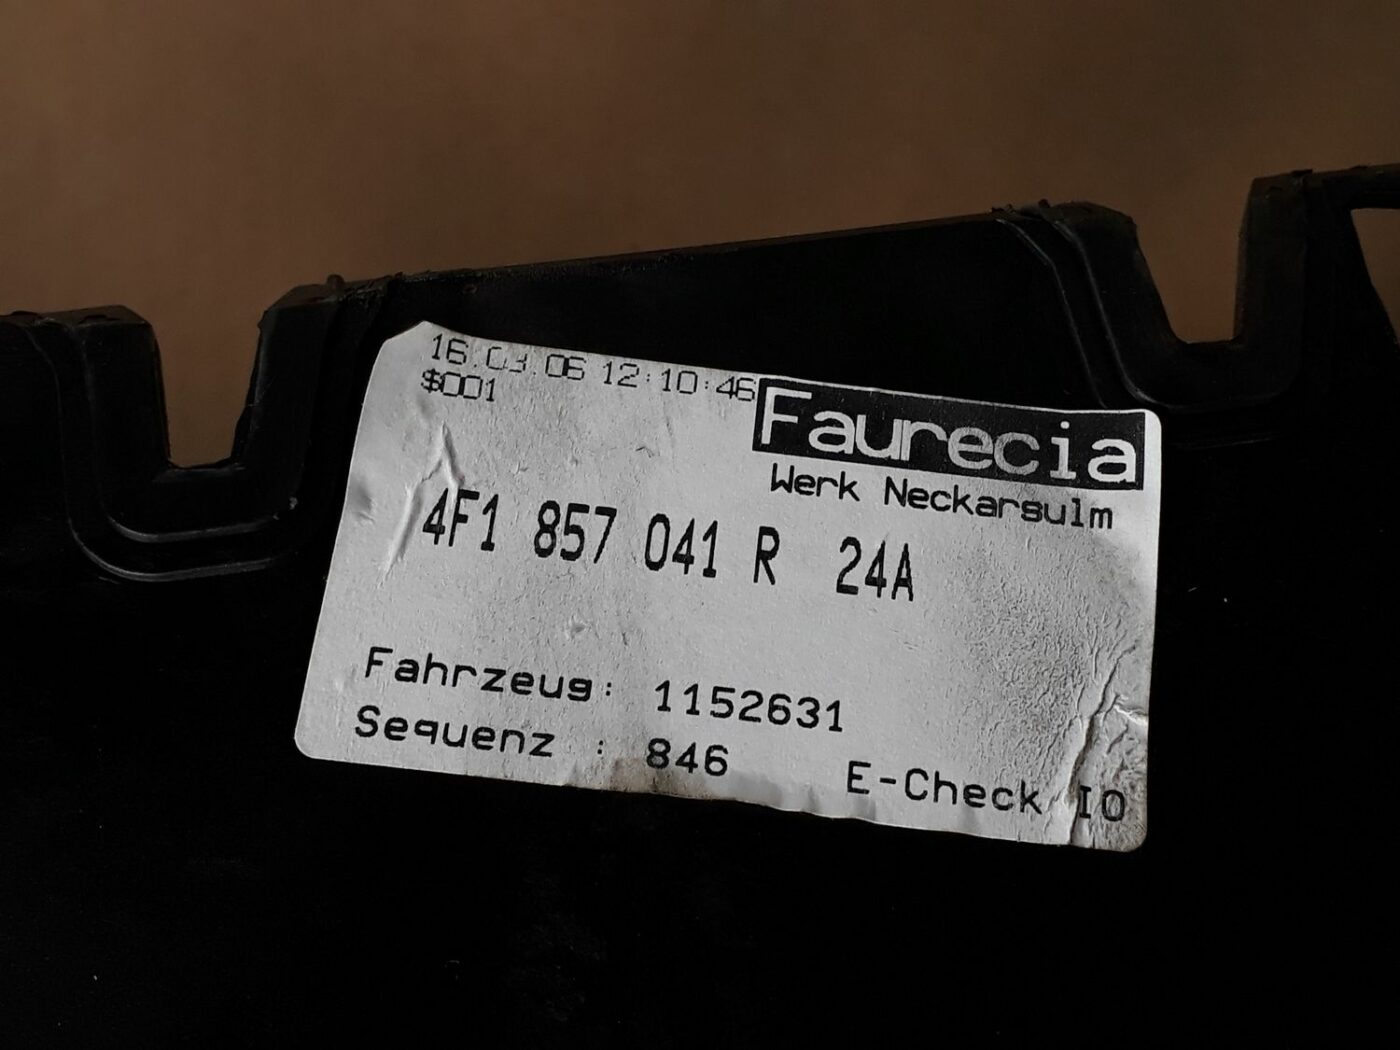 16.03.06 12:10:46
$001
Faurecia
Werk Neckarsulm
4F1 857 041 R 24A
Fahrzeug: 1152631
Sequenz : 846
E-Check IO